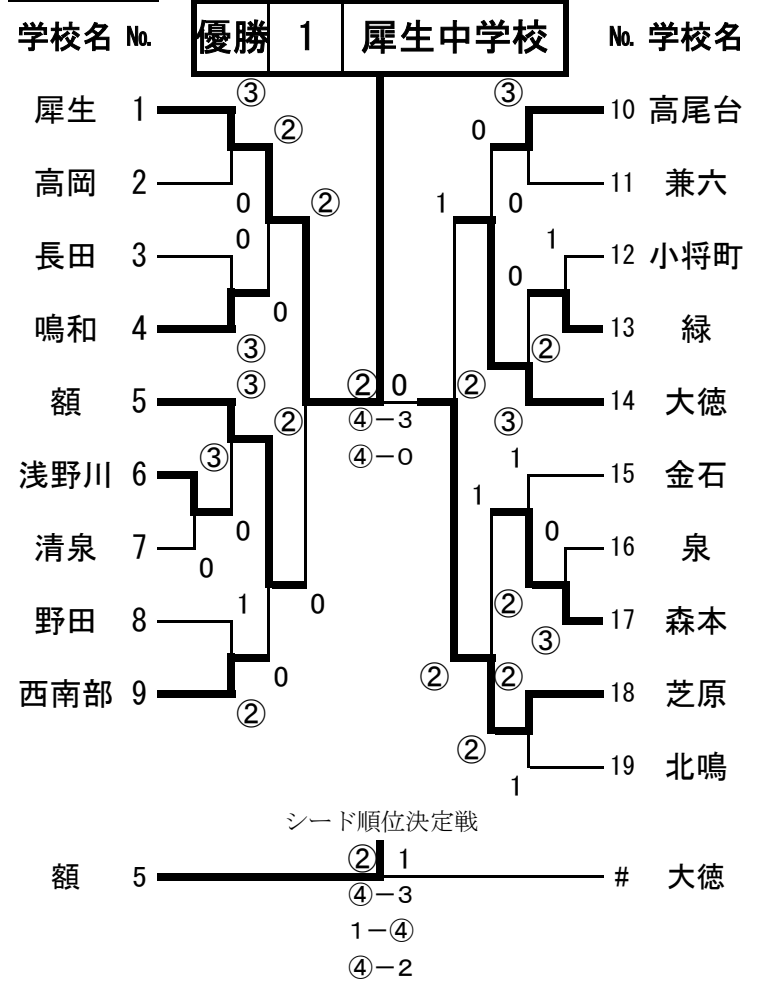 学校名 № 優勝 1 犀生中学校 № 学校名
③ ③
犀生 1 10 高尾台
② 0
高岡 2 11 兼六
0 ② 1 0
0 1
長田 3 12 小将町
0
0
鳴和 4 13 緑
③ ②
③
額 5 ② 0 ② 14 大徳
② ④－3 ③
③ ④－0 1
浅野川 6 15 金石
1
0 0
清泉 7 16 泉
0
1 0 ②
野田 8 17 森本
③
0 ② ②
西南部 9 18 芝原
②
②
19 北鳴
1
シード順位決定戦
② 1
額 5 # 大徳
④－3
1－④
④－2